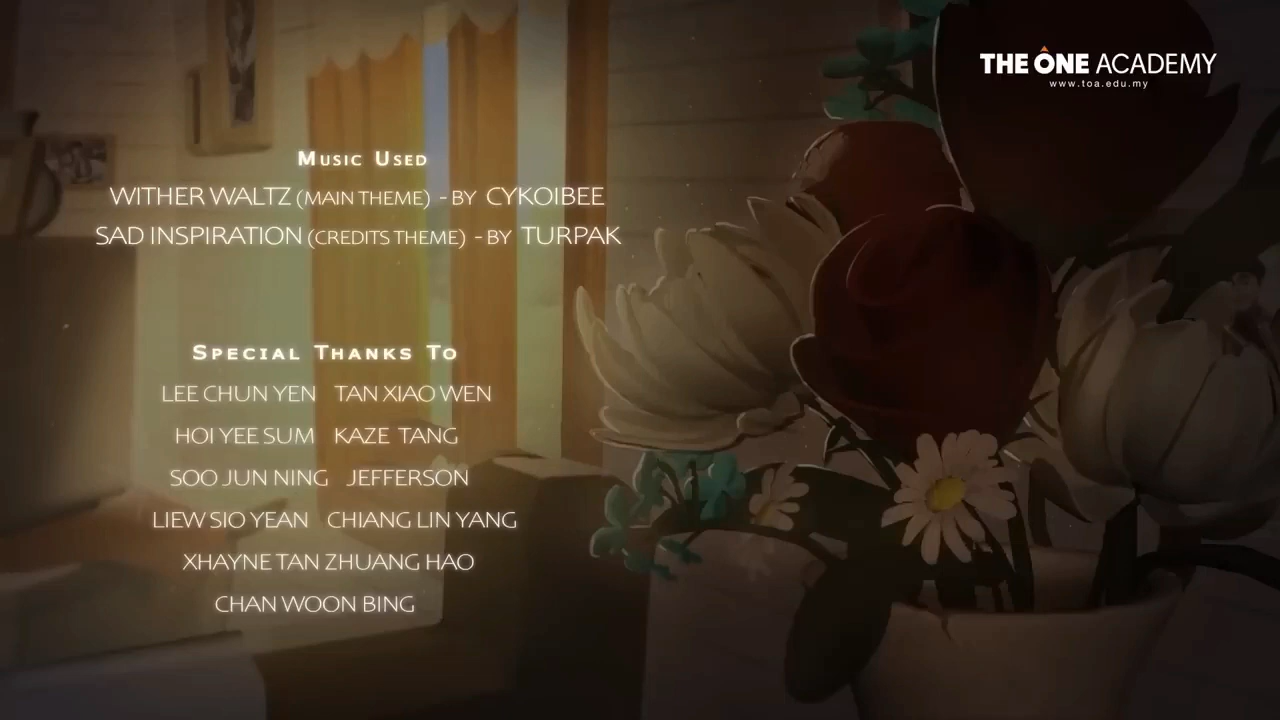 THE ONE ACADEMY
www.toa.edu.my
MUSIC USED
WITHER WALTZ (MAIN THEME) - BY CYKOIBEE
SAD INSPIRATION (CREDITS THEME) - BY TURPAK
SPECIAL THANKS TO
LEE CHUN YEN TAN XIAO WEN
HOI YEE SUM KAZE TANG
SOO JUN NING JEFFERSON
LIEW SIO YEAN CHIANG LIN YANG
XHAYNE TAN ZHUANG HAO
CHAN WOON BING